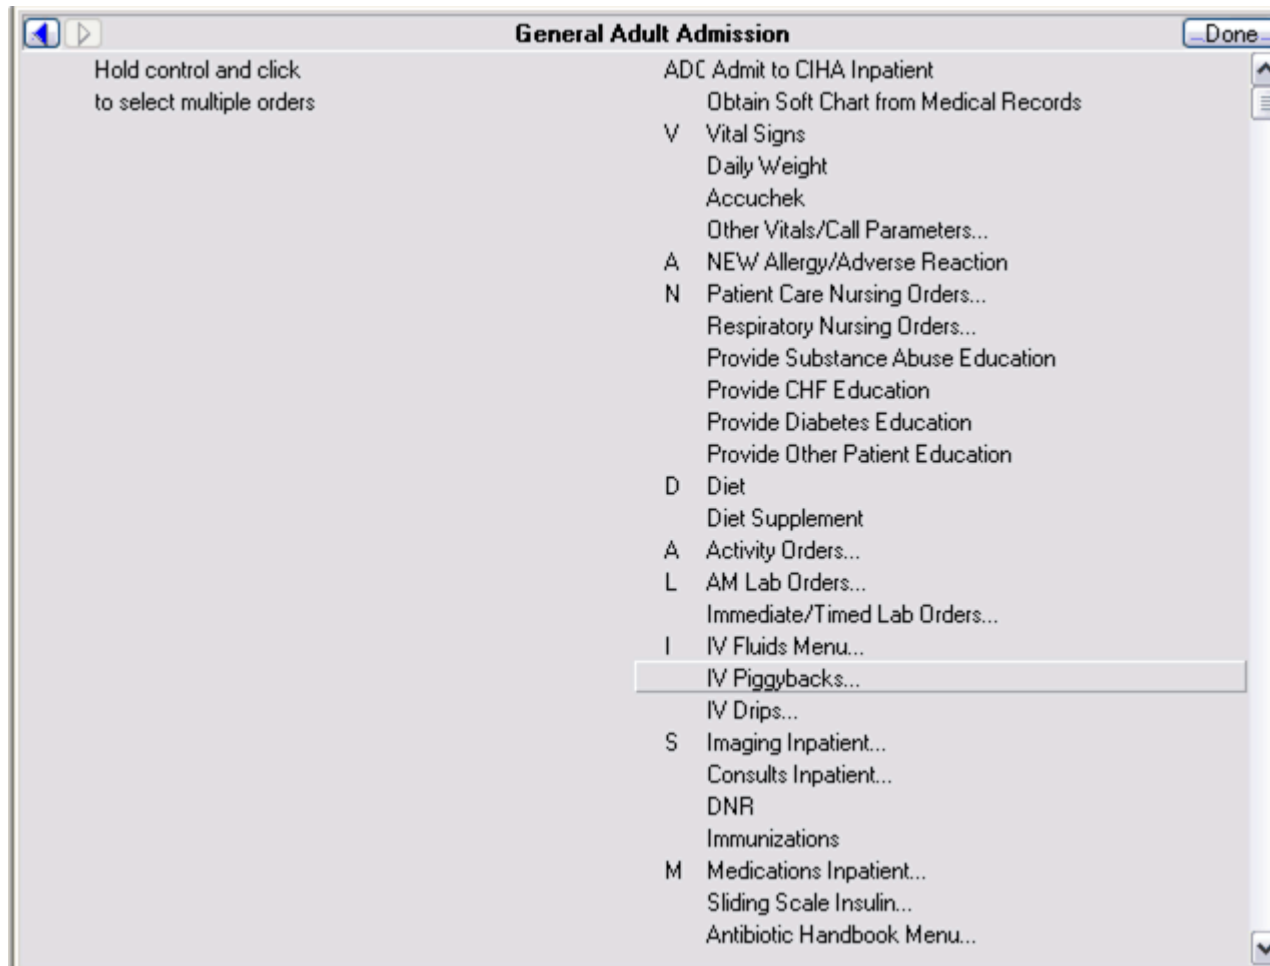 General Adult Admission
Done
Hold control and click
to select multiple orders
ADC Admit to CIHA Inpatient
Obtain Soft Chart from Medical Records
V Vital Signs
Daily Weight
Accuchek
Other Vitals/Call Parameters...
A NEW Allergy/Adverse Reaction
N Patient Care Nursing Orders...
Respiratory Nursing Orders...
Provide Substance Abuse Education
Provide CHF Education
Provide Diabetes Education
Provide Other Patient Education
D Diet
Diet Supplement
A Activity Orders...
L AM Lab Orders...
Immediate/Timed Lab Orders...
I IV Fluids Menu...
IV Piggybacks...
IV Drips...
S Imaging Inpatient...
Consults Inpatient...
DNR
Immunizations
M Medications Inpatient...
Sliding Scale Insulin...
Antibiotic Handbook Menu...